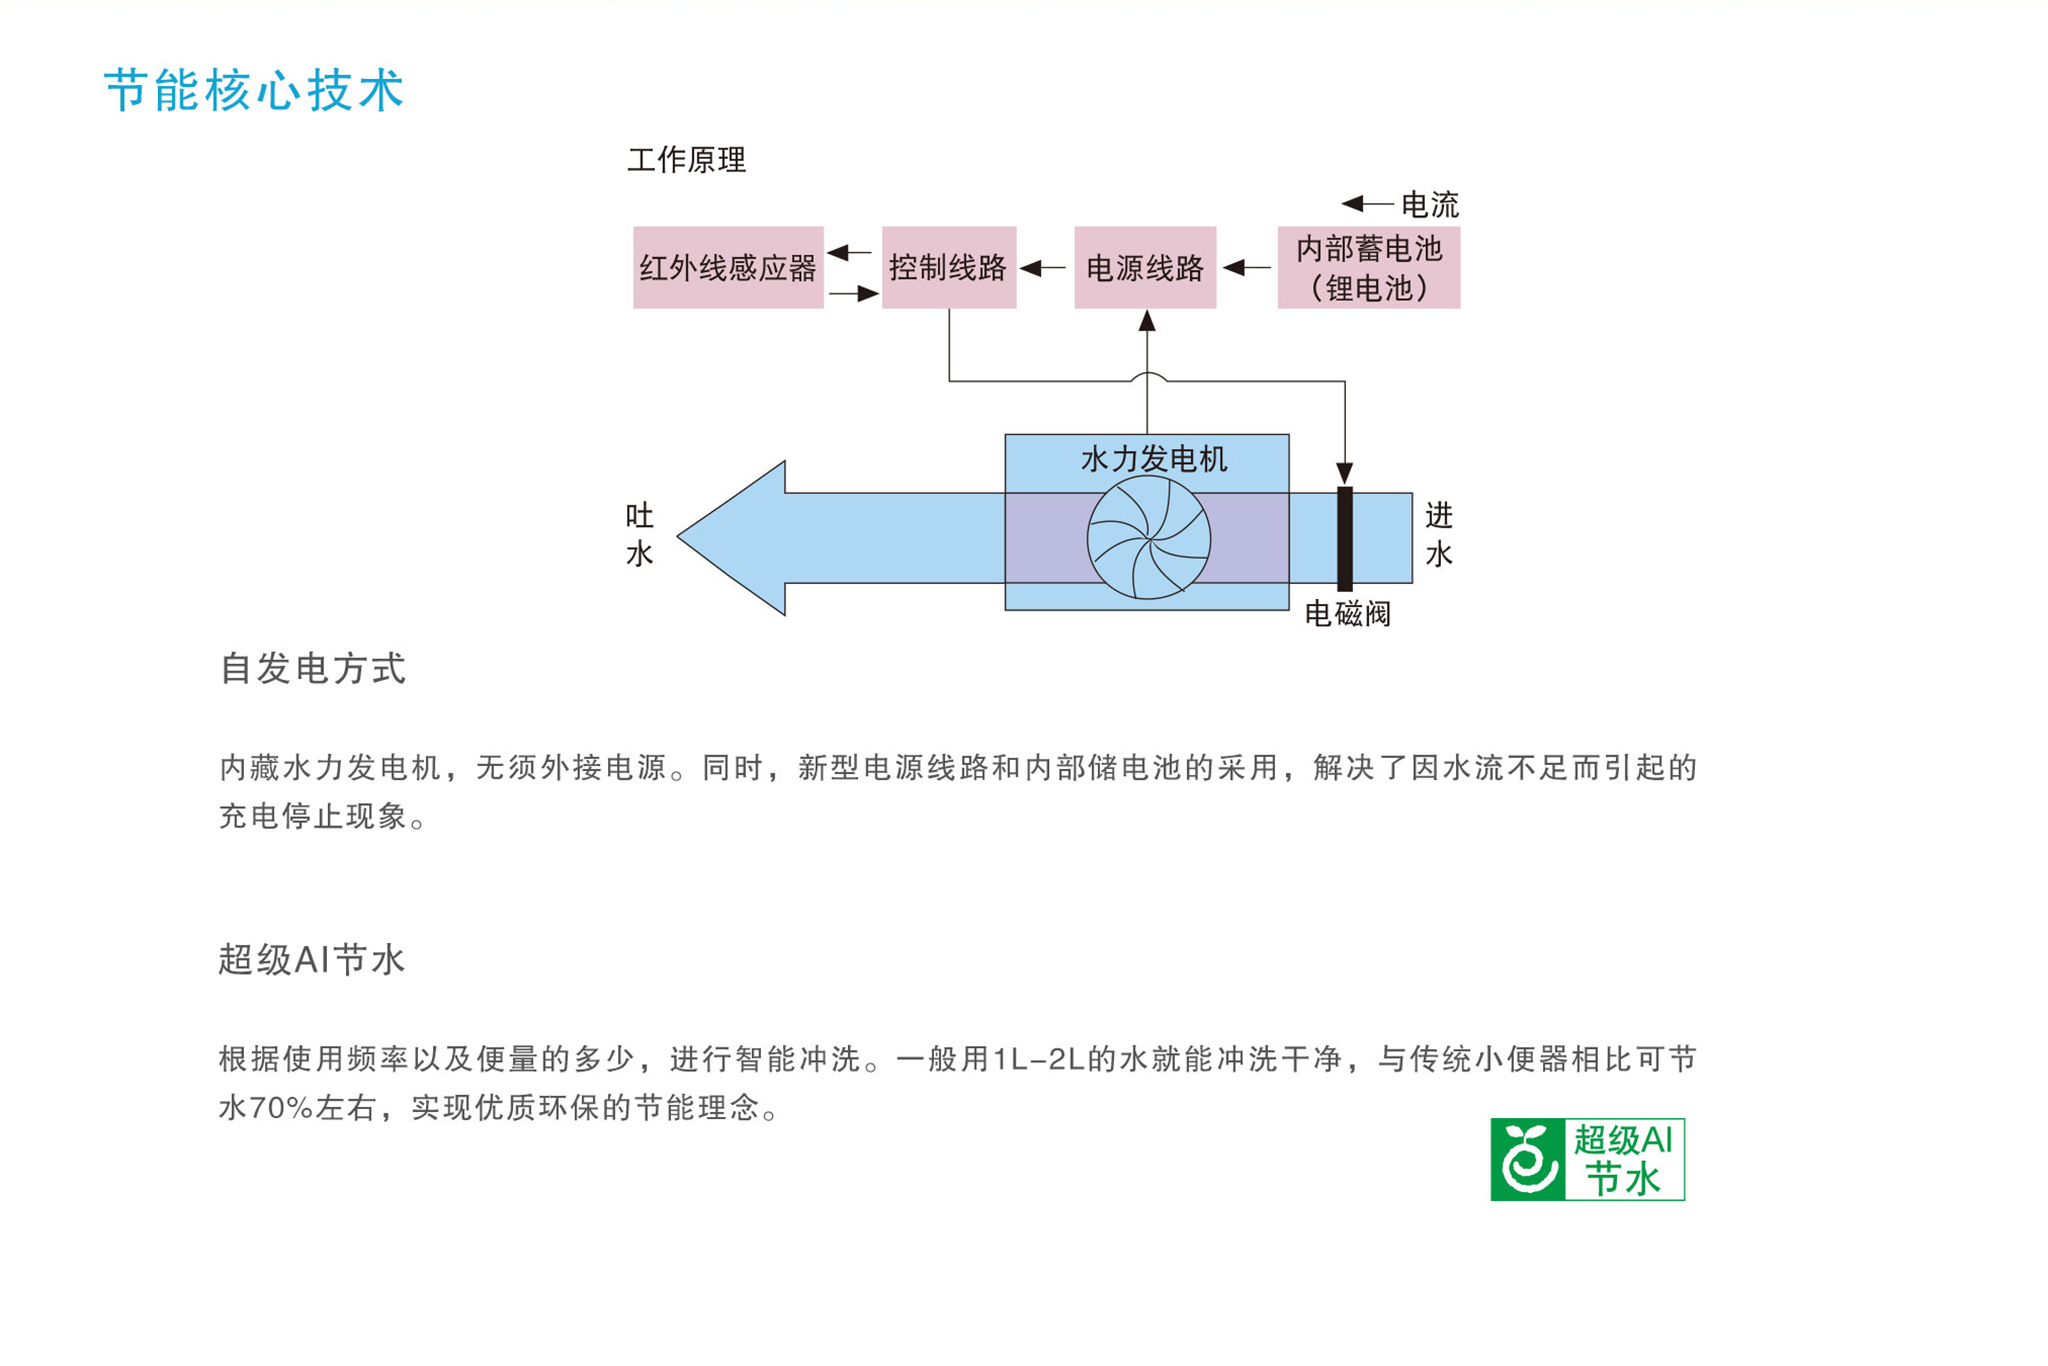 节能核心技术
工作原理
电流
红外线感应器
控制线路
电源线路
内部蓄电池
（锂电池）
水力发电机
吐水
进水
电磁阀
自发电方式
内藏水力发电机，无须外接电源。同时，新型电源线路和内部储电池的采用，解决了因水流不足而引起的
充电停止现象。
超级AI节水
根据使用频率以及便量的多少，进行智能冲洗。一般用1L-2L的水就能冲洗干净，与传统小便器相比可节
水70%左右，实现优质环保的节能理念。
超级AI
节水